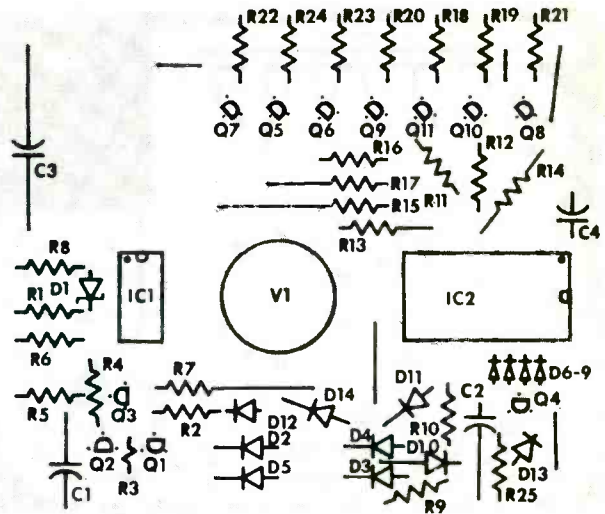 R22 R24 R23 R20 R18 R19 R21
Q7 Q5 Q6 Q9 Q11 Q10 Q8
R12
R16
R14
C3
R17
R11
R15
C4
R13
R8
D1
IC1
V1
IC2
R1
R6
R4
R7
D11
D6-9
D14
C2
R5
Q3
R2
D12
Q4
R10
D2
D4
D10
Q2
Q1
D13
D5
D3
C1
R3
R25
R9